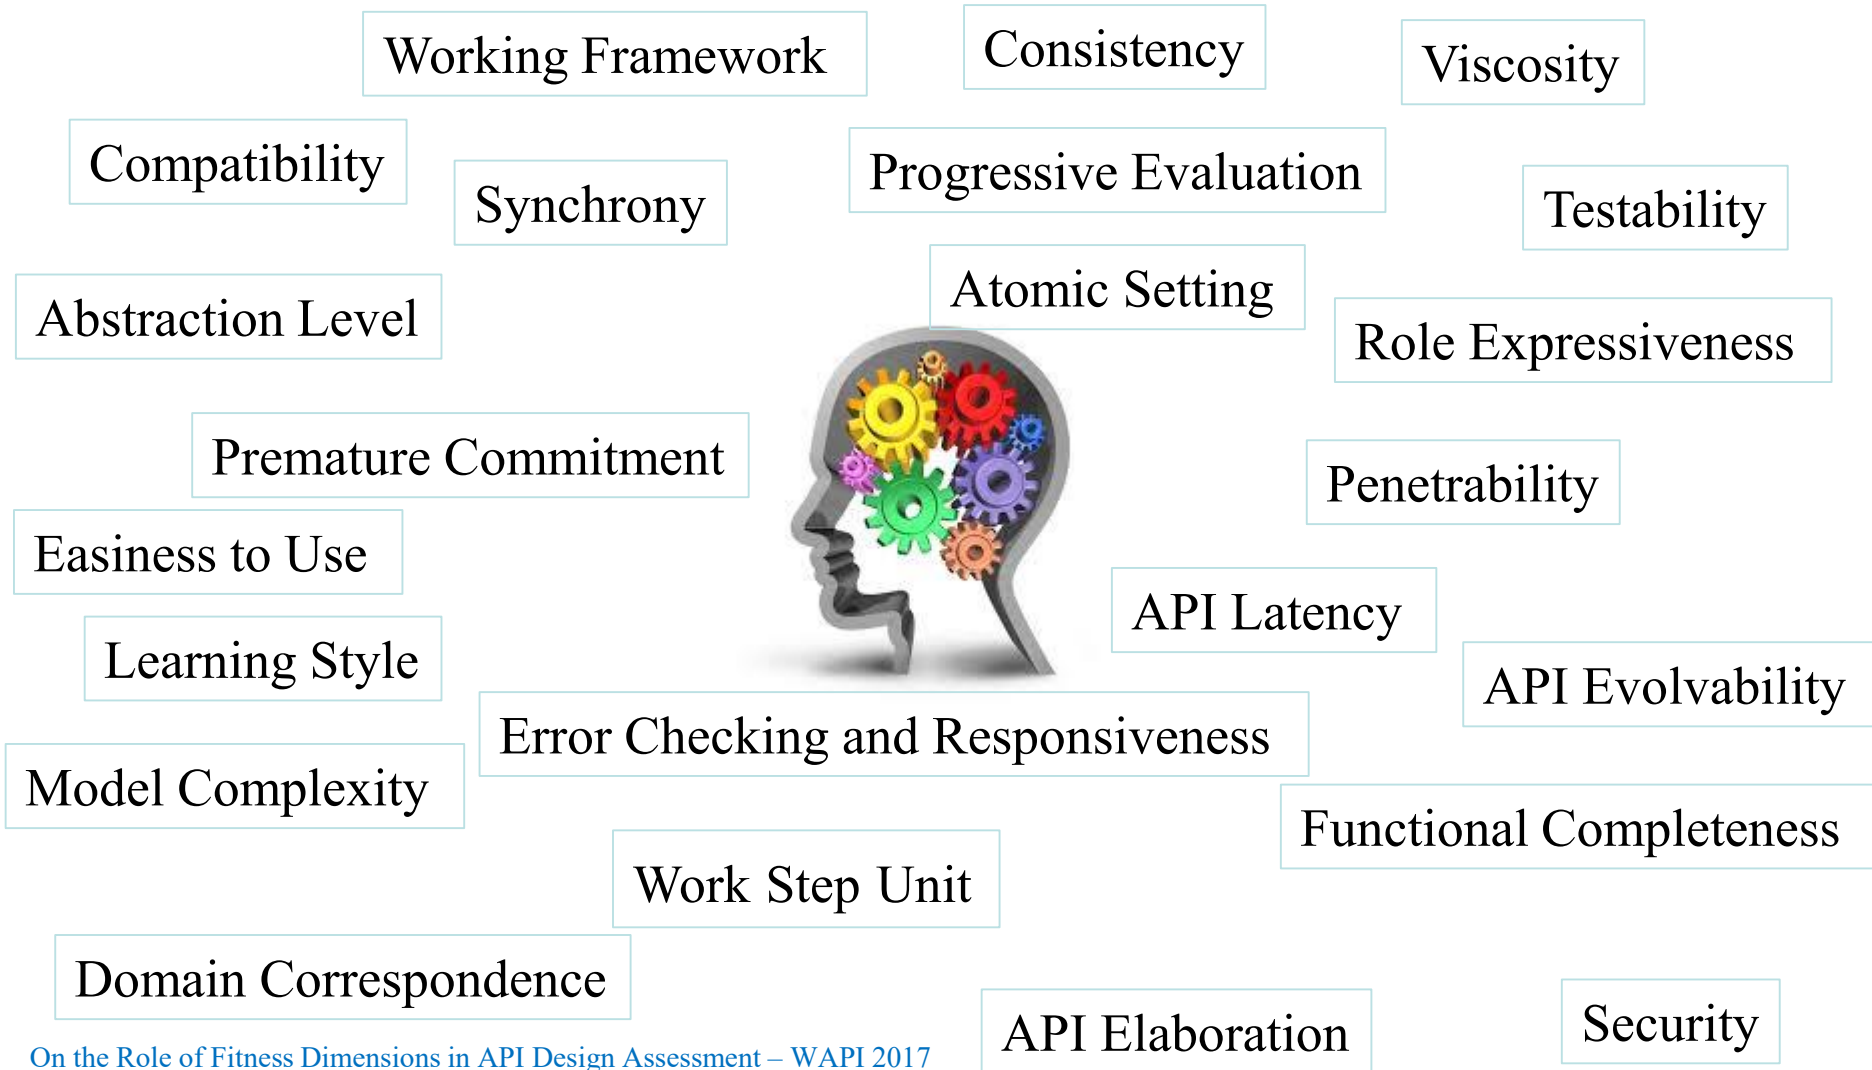 Working Framework
Consistency
Viscosity
Compatibility
Synchrony
Progressive Evaluation
Testability
Atomic Setting
Abstraction Level
Role Expressiveness
Premature Commitment
Penetrability
Easiness to Use
API Latency
Learning Style
API Evolvability
Error Checking and Responsiveness
Model Complexity
Functional Completeness
Work Step Unit
Domain Correspondence
API Elaboration
Security
On the Role of Fitness Dimensions in API Design Assessment – WAPI 2017